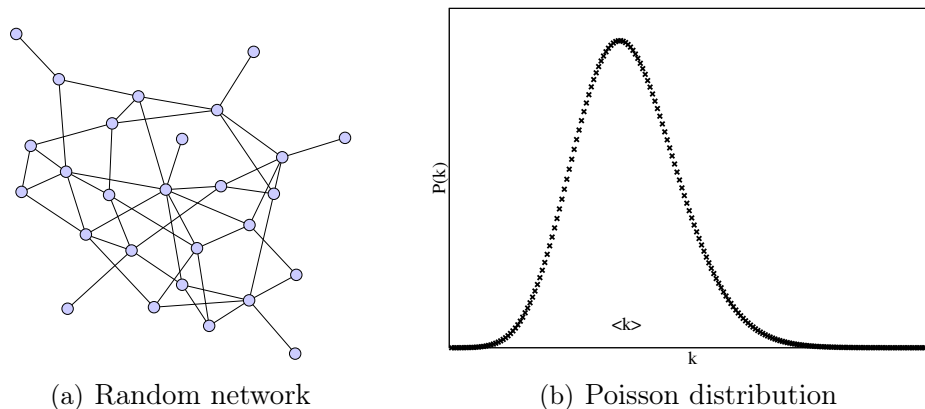 P(k)
<k>
k
(a) Random network
(b) Poisson distribution